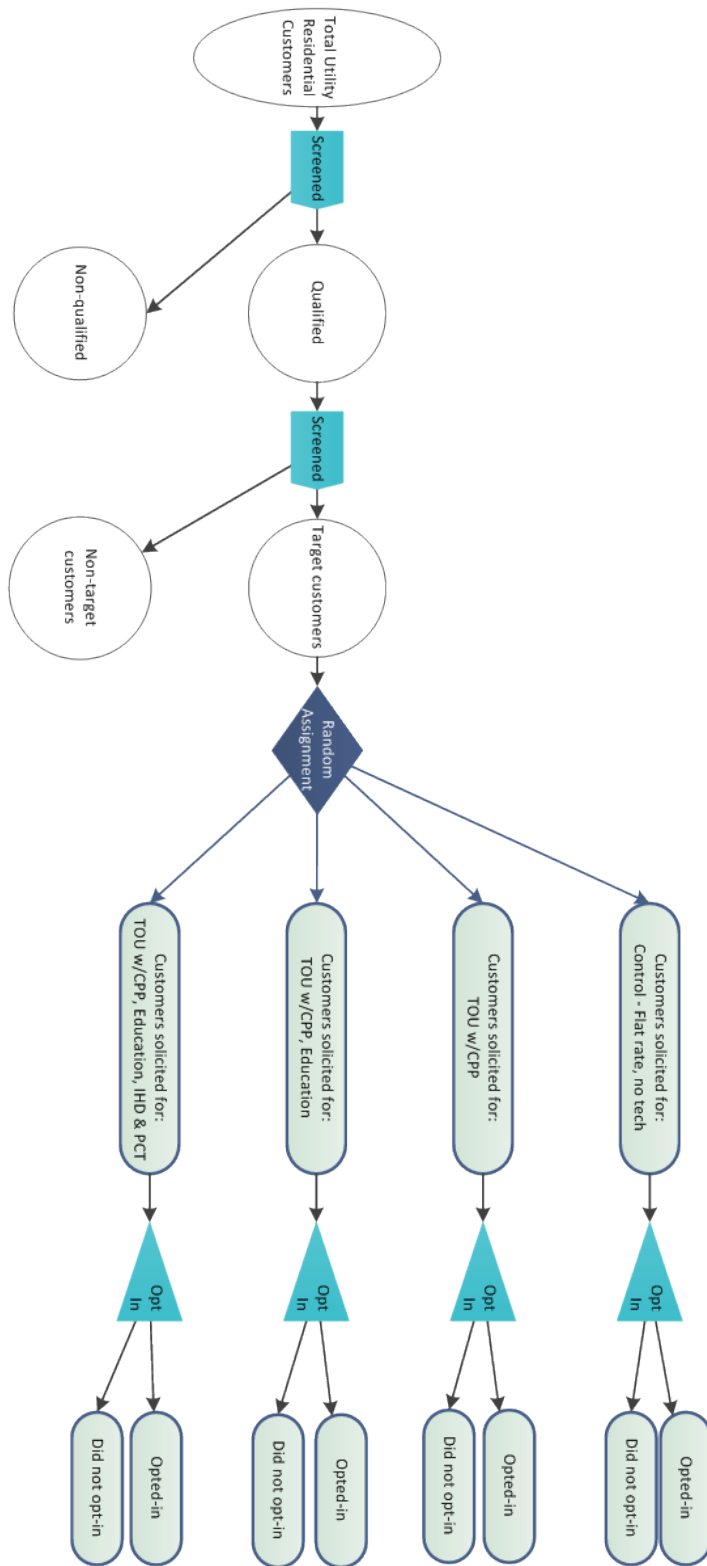 Total Utility
Residential
Customers
Screened
Qualified
Non-qualified
Screened
Target customers
Non-target
customers
Random
Assignment
Customers solicited for:
Control - Flat rate, no tech
Opt
In
Opted-in
Did not opt-in
Customers solicited for:
TOU w/CPP
Opt
In
Opted-in
Did not opt-in
Customers solicited for:
TOU w/CPP, Education
Opt
In
Opted-in
Did not opt-in
Customers solicited for:
TOU w/CPP, Education, IHD & PCT
Opt
In
Opted-in
Did not opt-in